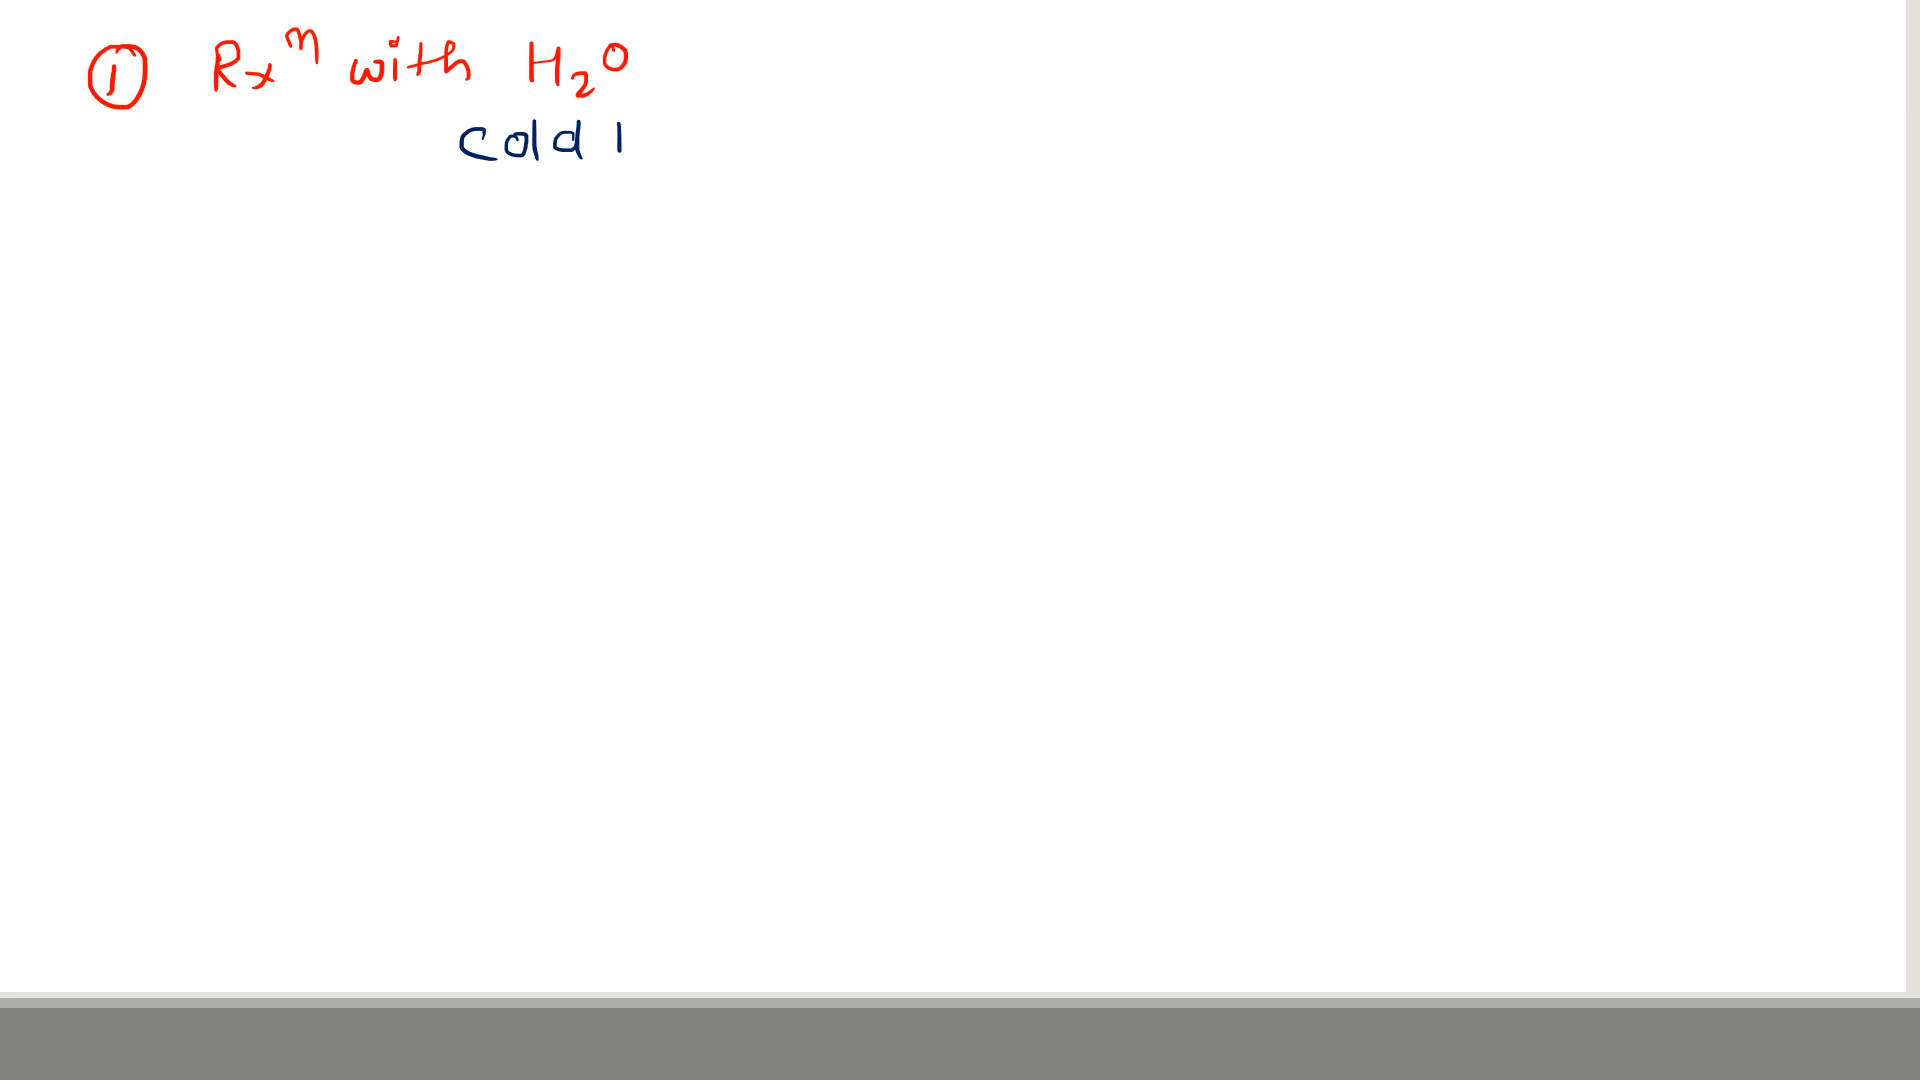 ① Rxⁿ with H₂O
cold I